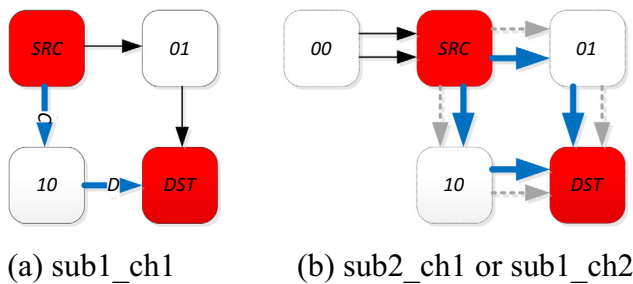 SRC 01 00 SRC 01
C
10 D DST 10 DST
(a) sub1_ch1 (b) sub2_ch1 or sub1_ch2